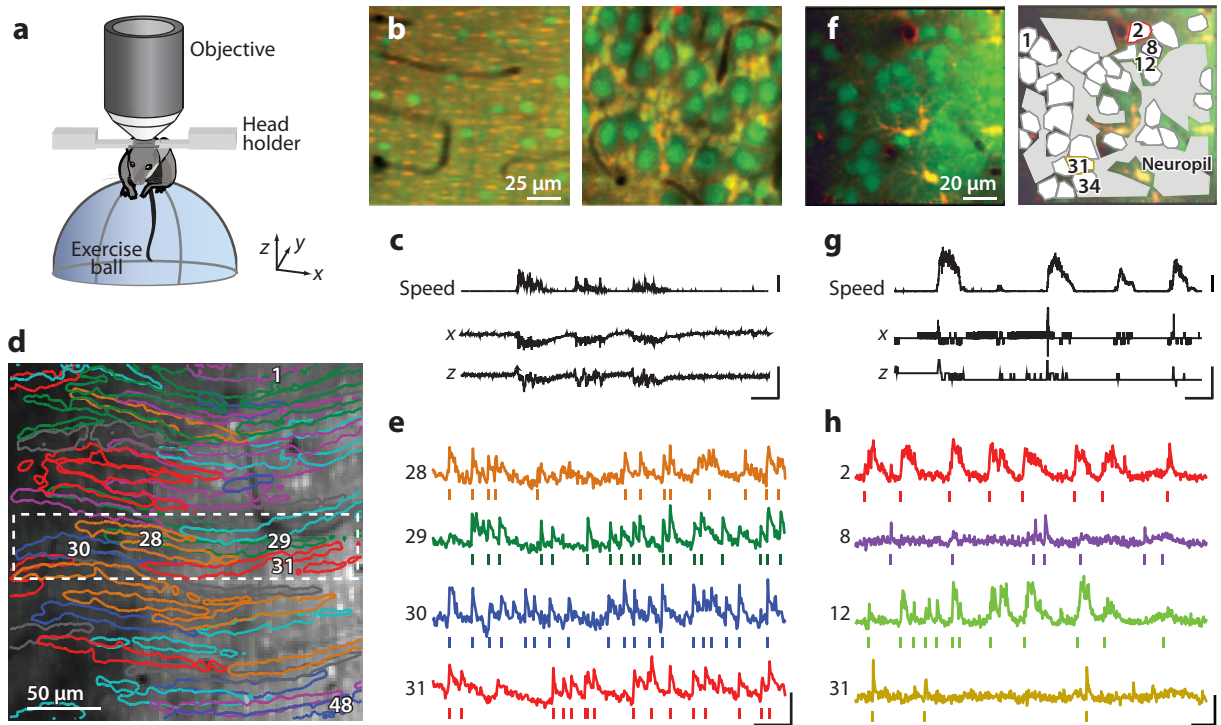 a
Objective
Head
holder
Exercise
ball
z
y
x
b
25 µm
f
20 µm
1
2
8
12
31
34
Neuropil
c
Speed
x
z
g
Speed
x
z
d
1
30
28
29
31
48
50 µm
e
28
29
30
31
h
2
8
12
31